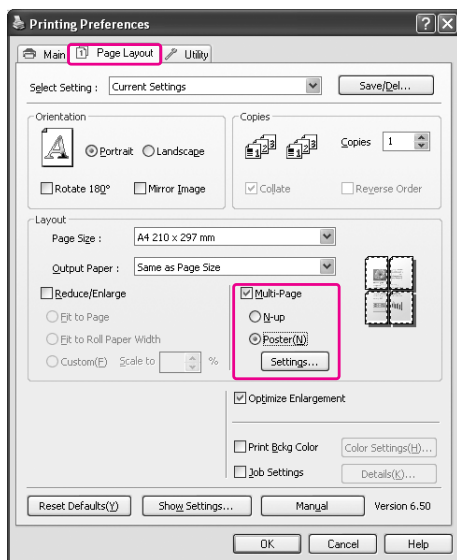 Printing Preferences
Main Page Layout Utility
Select Setting : Current Settings Save/Del...
Orientation Copies
Portrait Landscape Copies 1
Rotate 180° Mirror Image Collate Reverse Order
Layout
Page Size : A4 210 x 297 mm
Output Paper : Same as Page Size
Reduce/Enlarge Multi-Page
Fit to Page N-up
Fit to Roll Paper Width Poster(N)
Custom(F) Scale to % Settings...
Optimize Enlargement
Print Bckg Color Color Settings(H)...
Job Settings Details(K)...
Reset Defaults(Y) Show Settings... Manual Version 6.50
OK Cancel Help